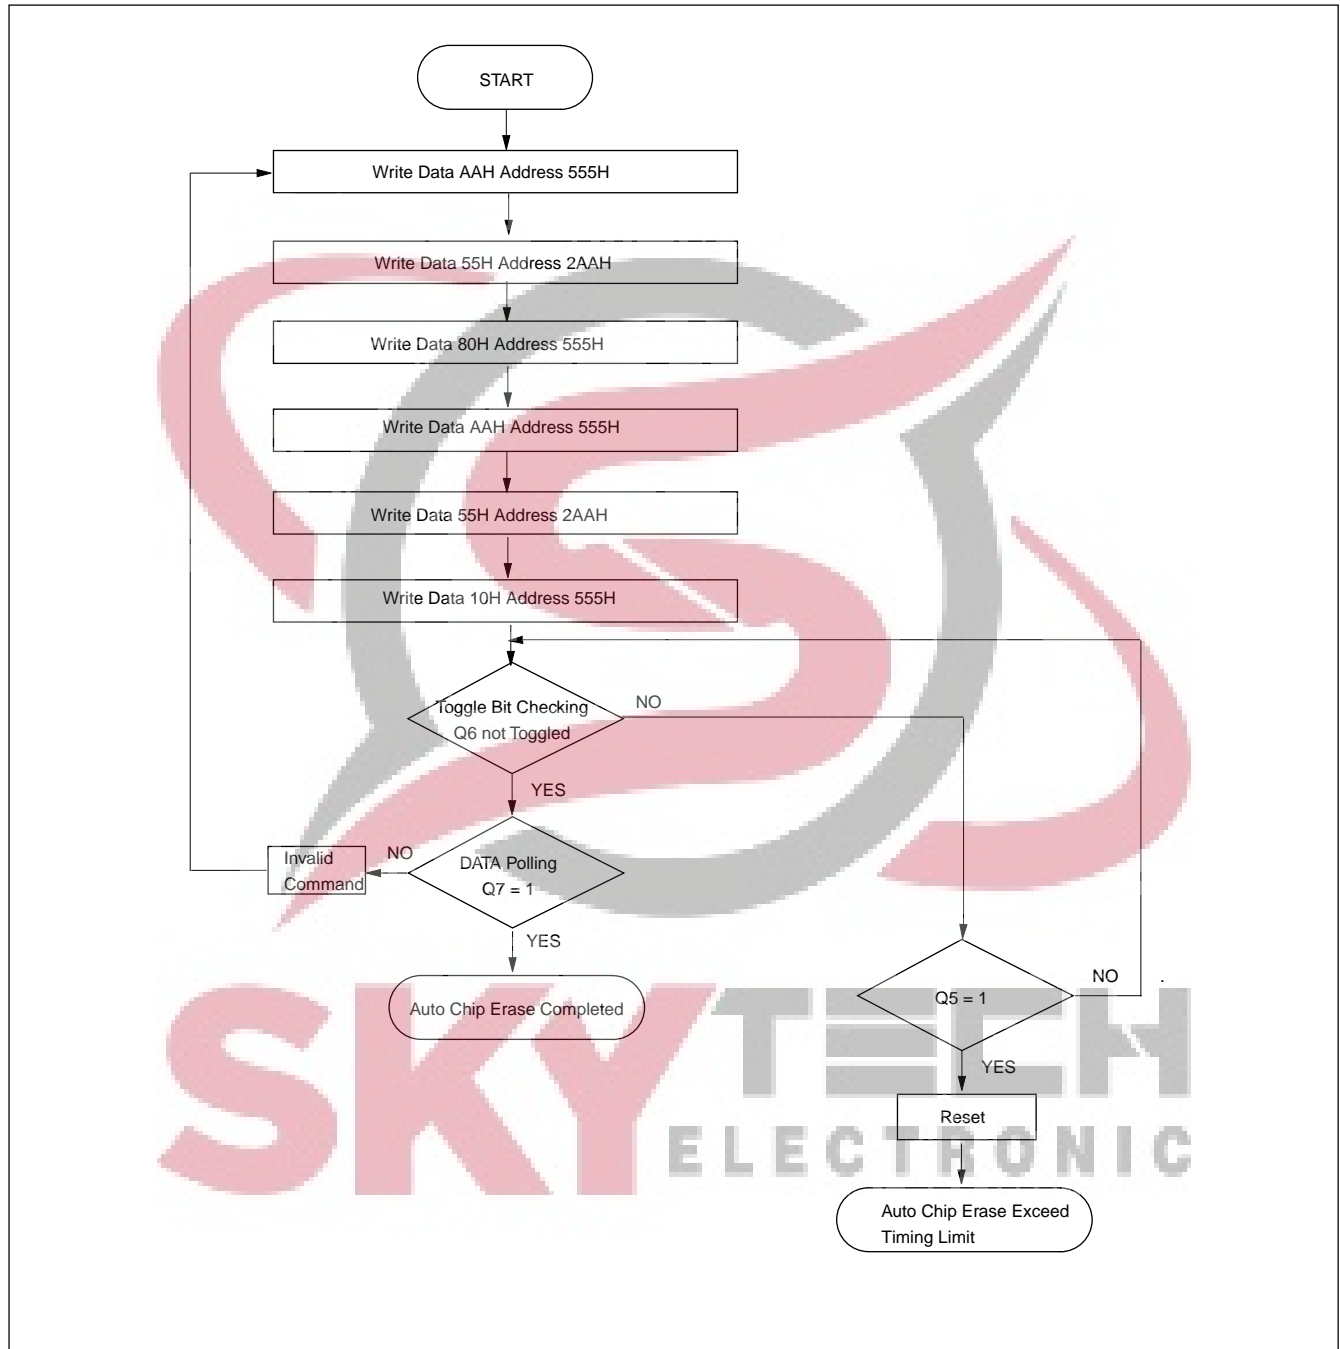 START
Write Data AAH Address 555H
Write Data 55H Address 2AAH
Write Data 80H Address 555H
Write Data AAH Address 555H
Write Data 55H Address 2AAH
Write Data 10H Address 555H
Toggle Bit Checking
Q6 not Toggled
NO
YES
Invalid
Command
NO
DATA Polling
Q7 = 1
YES
Auto Chip Erase Completed
Q5 = 1
NO
.
YES
Reset
Auto Chip Erase Exceed
Timing Limit
SKYTECH
ELECTRONIC